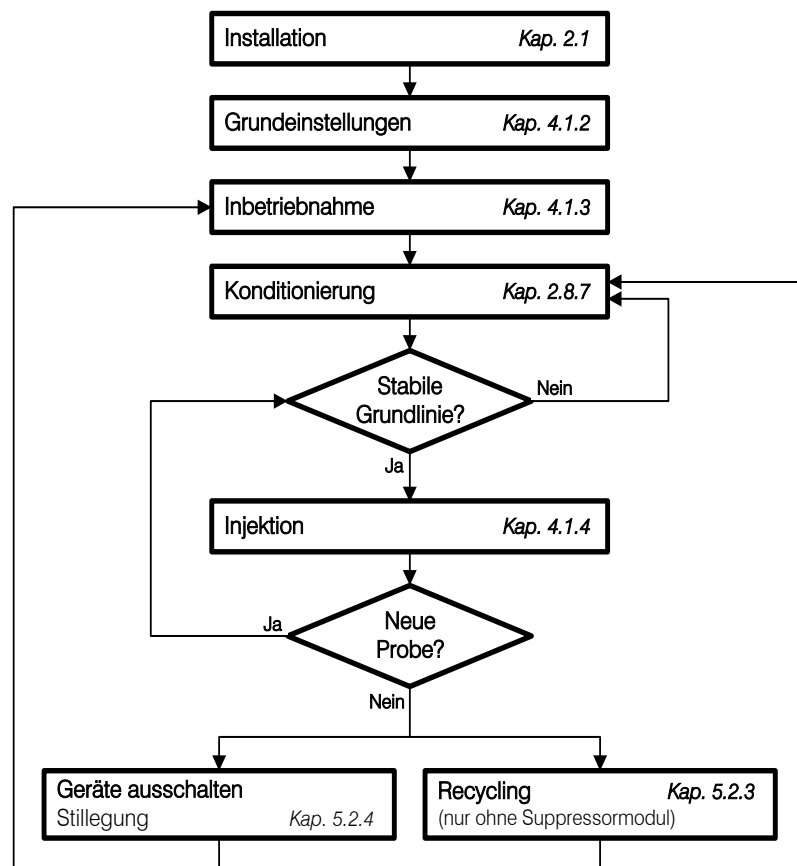 Installation Kap. 2.1
Grundeinstellungen Kap. 4.1.2
Inbetriebnahme Kap. 4.1.3
Konditionierung Kap. 2.8.7
Stabile
Grundlinie?
Nein
Ja
Injektion Kap. 4.1.4
Neue
Probe?
Ja
Nein
Geräte ausschalten
Stillegung Kap. 5.2.4
Recycling Kap. 5.2.3
(nur ohne Suppressormodul)